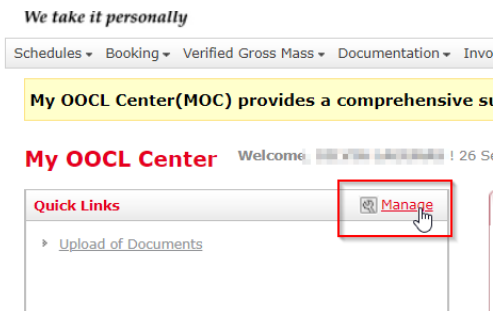 We take it personally
Schedules Booking Verified Gross Mass Documentation Invo
My OOCL Center(MOC) provides a comprehensive su
My OOCL Center Welcome, ! 26 Se
Quick Links Manage
Upload of Documents